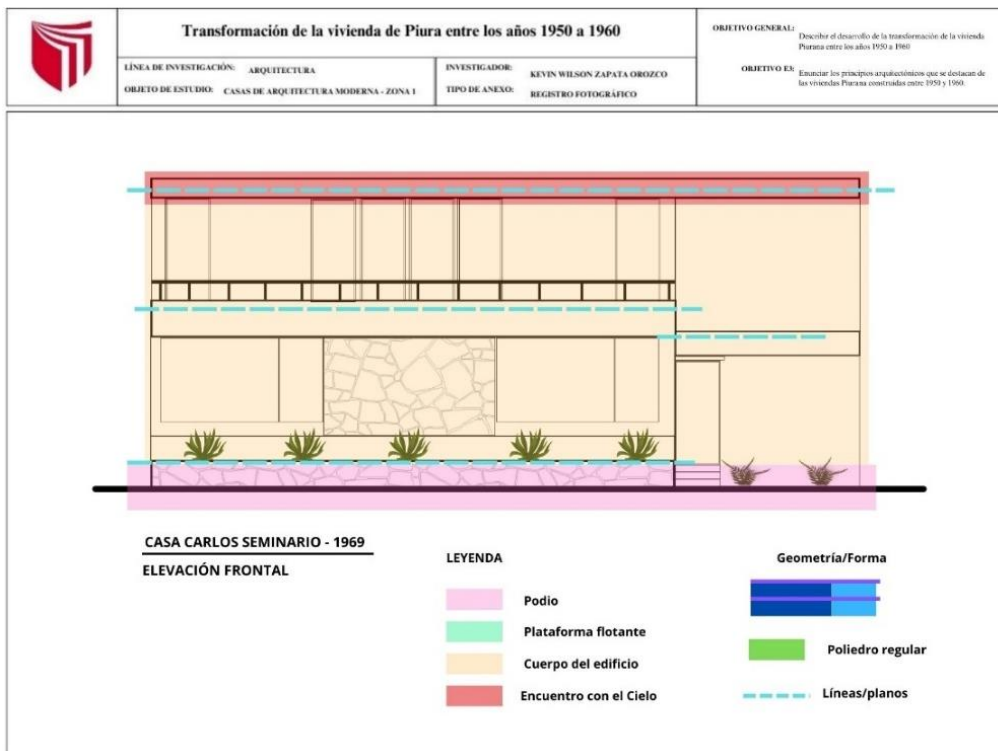 Transformación de la vivienda de Piura entre los años 1950 a 1960
LÍNEA DE INVESTIGACIÓN: ARQUITECTURA
OBJETO DE ESTUDIO: CASAS DE ARQUITECTURA MODERNA - ZONA 1
INVESTIGADOR: KEVIN WILSON ZAPATA OROZCO
TIPO DE ANEXO: REGISTRO FOTOGRÁFICO
OBJETIVO GENERAL: Describir el desarrollo de la transformación de la vivienda
Piurana entre los años 1950 a 1960
OBJETIVO E3: Enunciar los principios arquitectónicos que se destacan de
las viviendas Piurana construidas entre 1950 y 1960.
CASA CARLOS SEMINARIO - 1969
ELEVACIÓN FRONTAL
LEYENDA
Podio
Plataforma flotante
Cuerpo del edificio
Encuentro con el Cielo
Geometría/Forma
Poliedro regular
Líneas/planos